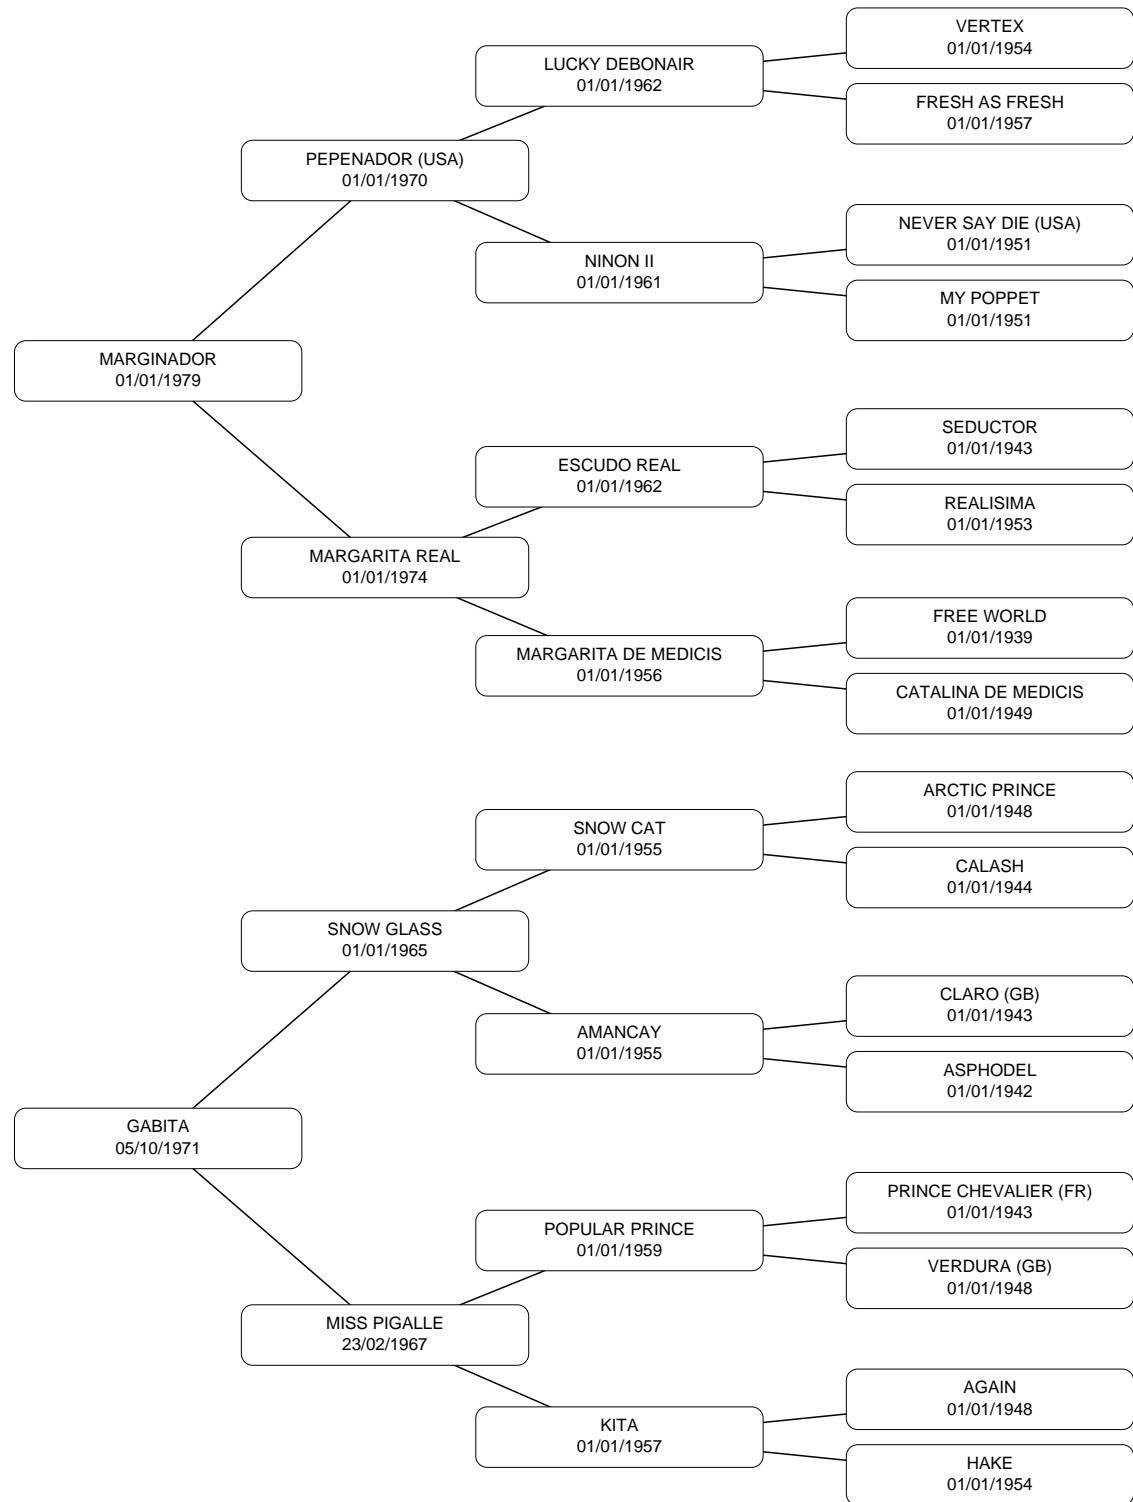 VERTEX
01/01/1954
LUCKY DEBONAIR
01/01/1962
FRESH AS FRESH
01/01/1957
PEPENADOR (USA)
01/01/1970
NEVER SAY DIE (USA)
01/01/1951
NINON II
01/01/1961
MY POPPET
01/01/1951
MARGINADOR
01/01/1979
SEDUCTOR
01/01/1943
ESCUDO REAL
01/01/1962
REALISIMA
01/01/1953
MARGARITA REAL
01/01/1974
FREE WORLD
01/01/1939
MARGARITA DE MEDICIS
01/01/1956
CATALINA DE MEDICIS
01/01/1949
ARCTIC PRINCE
01/01/1948
SNOW CAT
01/01/1955
CALASH
01/01/1944
SNOW GLASS
01/01/1965
CLARO (GB)
01/01/1943
AMANCAY
01/01/1955
ASPHODEL
01/01/1942
GABITA
05/10/1971
PRINCE CHEVALIER (FR)
01/01/1943
POPULAR PRINCE
01/01/1959
VERDURA (GB)
01/01/1948
MISS PIGALLE
23/02/1967
AGAIN
01/01/1948
KITA
01/01/1957
HAKE
01/01/1954